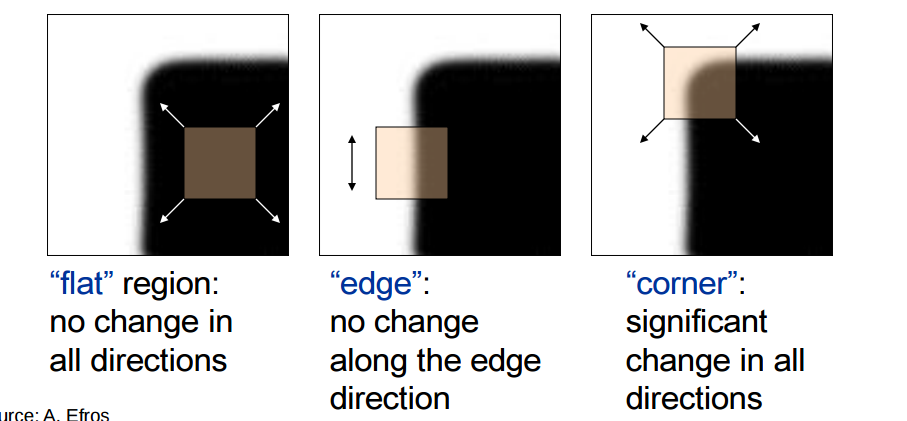 “flat” region:
no change in
all directions
“edge”:
no change
along the edge
direction
“corner”:
significant
change in all
directions
urce: A. Efros